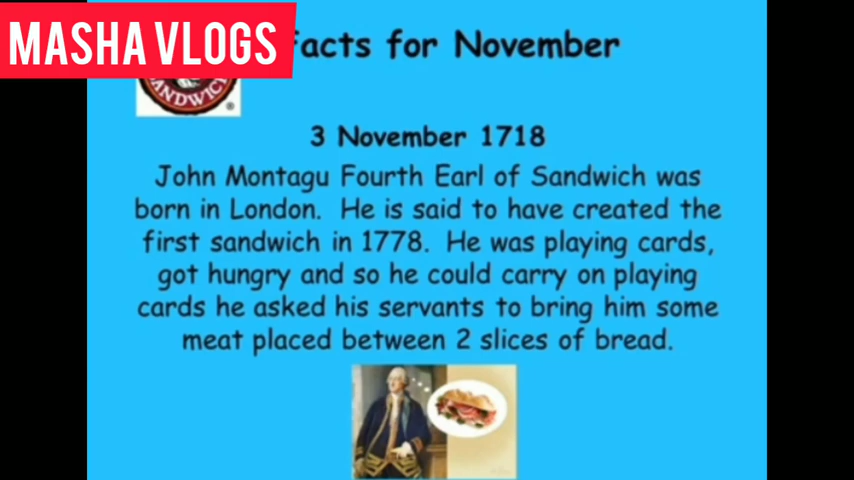 MASHA VLOGS
Facts for November
SANDWICH
®
3 November 1718
John Montagu Fourth Earl of Sandwich was
born in London. He is said to have created the
first sandwich in 1778. He was playing cards,
got hungry and so he could carry on playing
cards he asked his servants to bring him some
meat placed between 2 slices of bread.